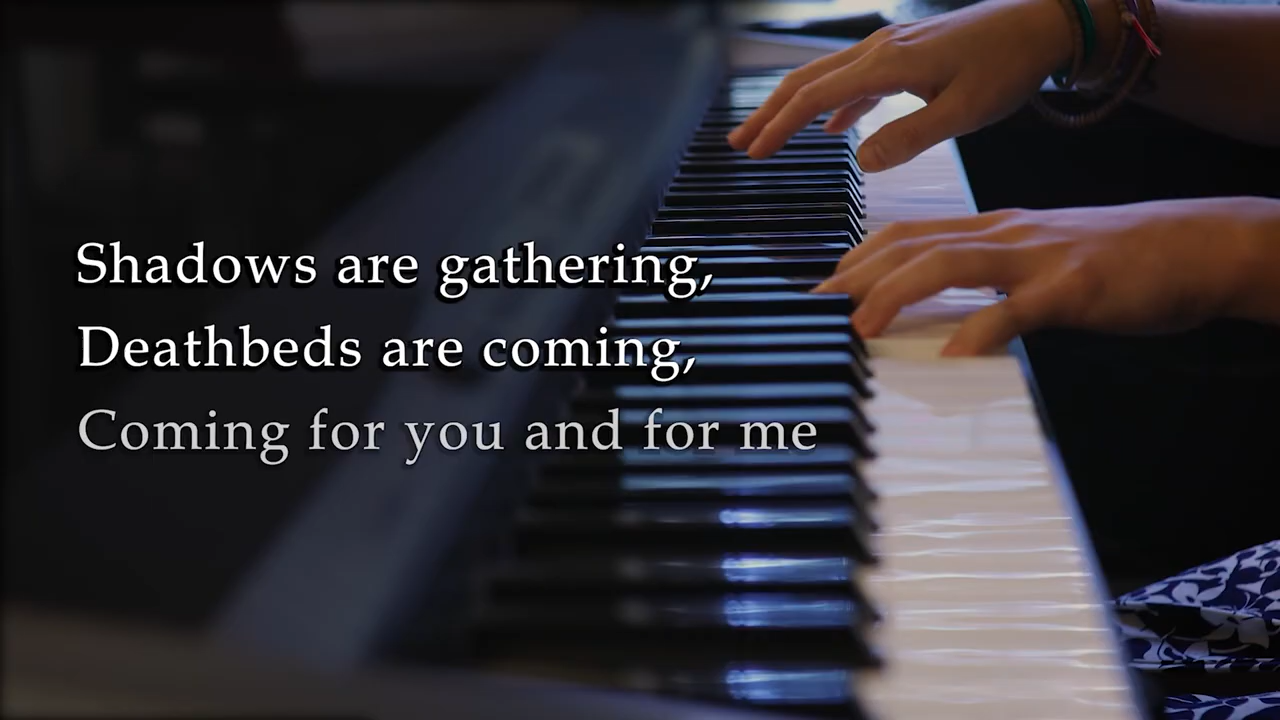 Shadows are gathering,
Deathbeds are coming,
Coming for you and for me